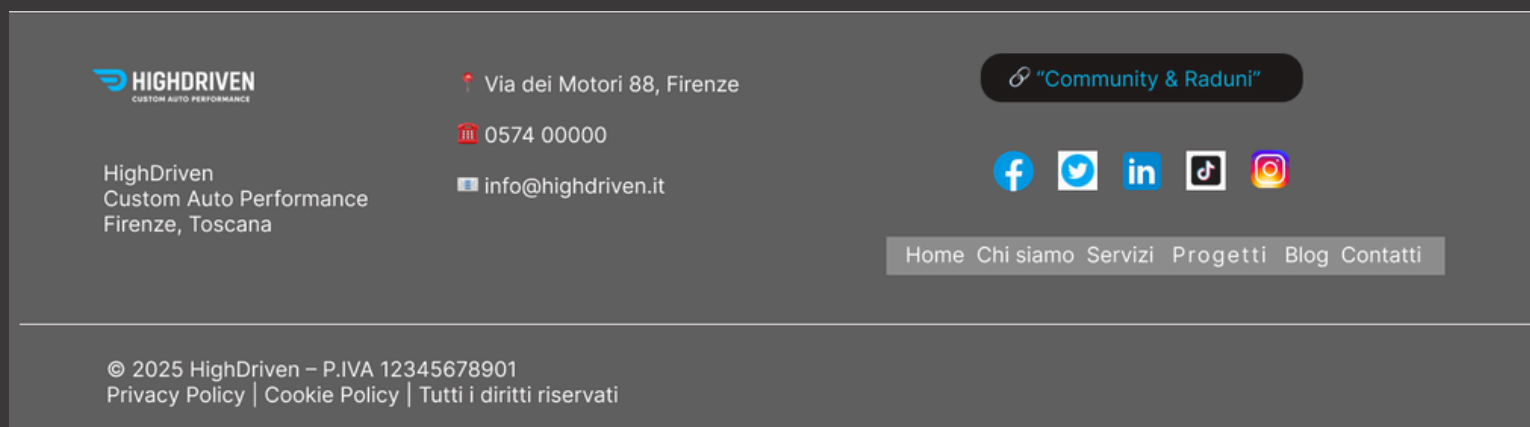 HIGHDRIVEN
CUSTOM AUTO PERFORMANCE
HighDriven
Custom Auto Performance
Firenze, Toscana
Via dei Motori 88, Firenze
0574 00000
info@highdriven.it
“Community & Raduni”
Home Chi siamo Servizi Progetti Blog Contatti
© 2025 HighDriven – P.IVA 12345678901
Privacy Policy | Cookie Policy | Tutti i diritti riservati